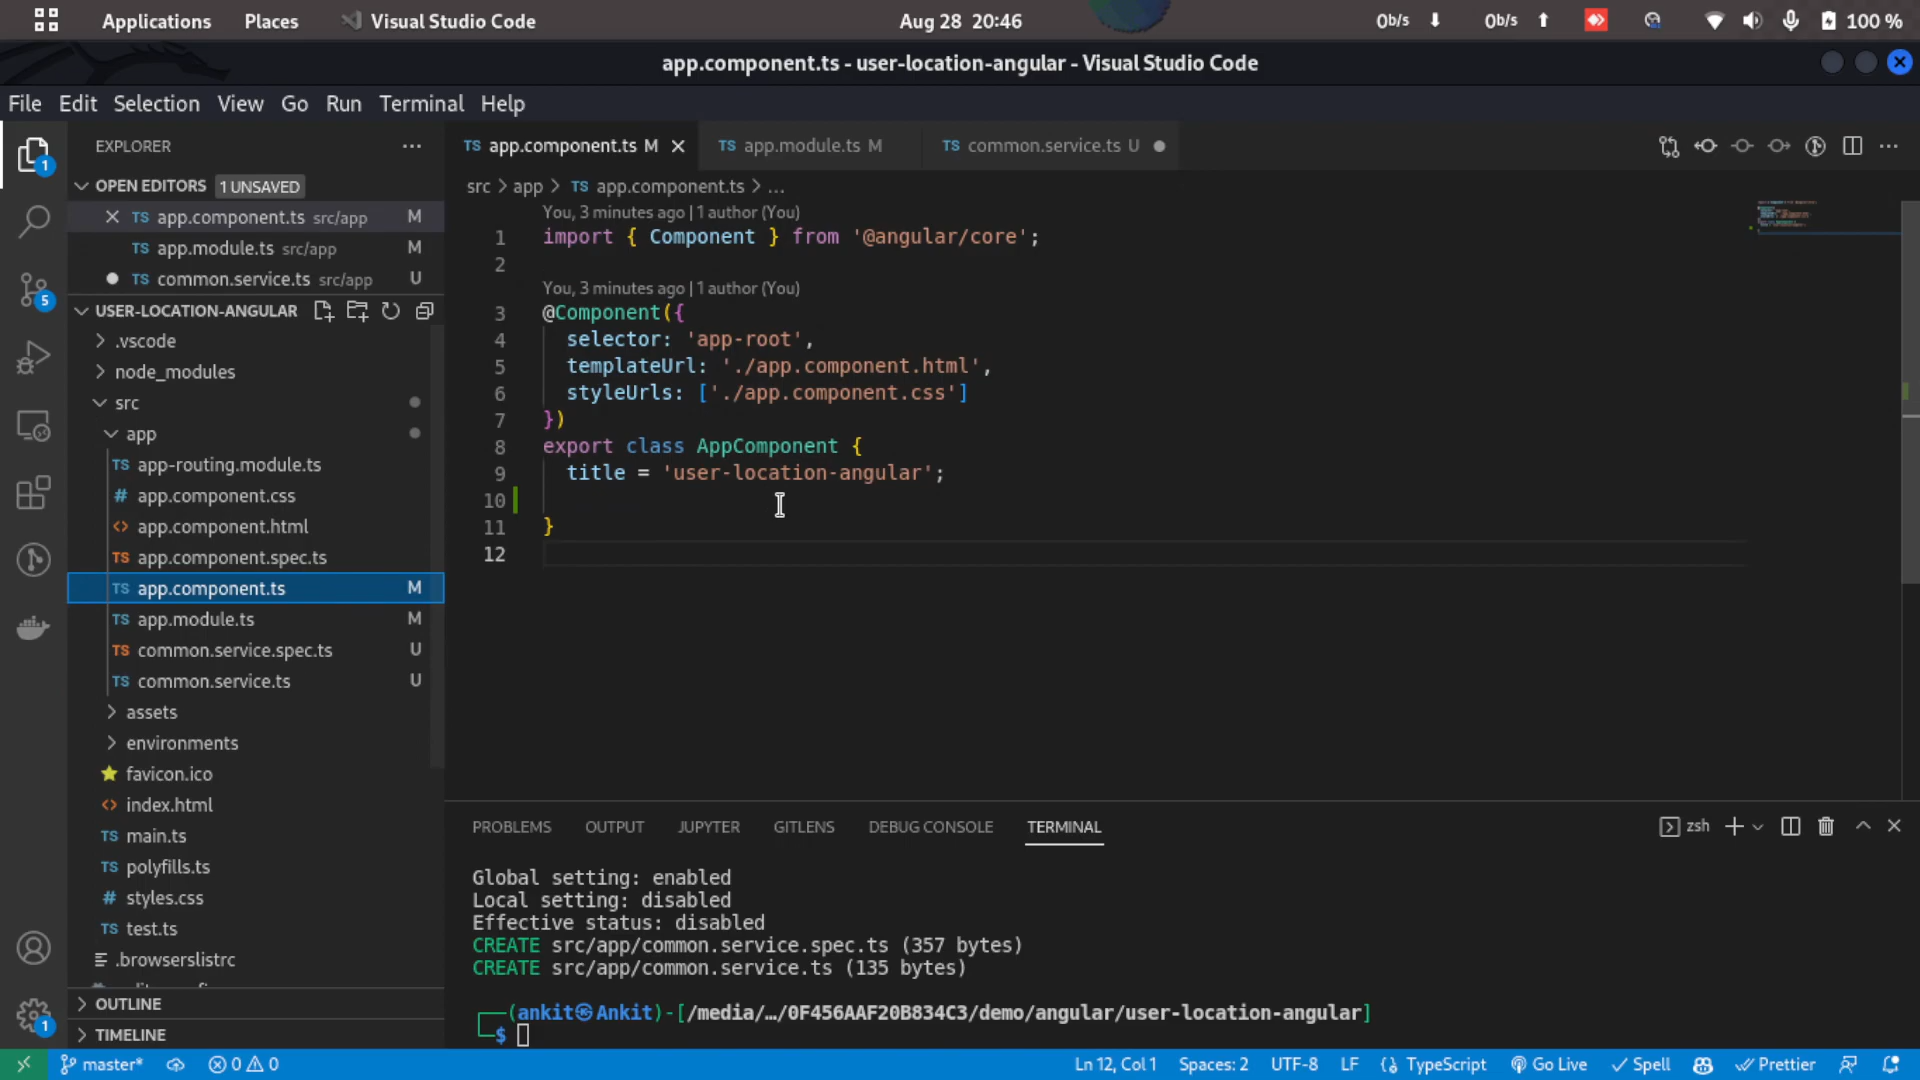 Applications Places Visual Studio Code Aug 28 20:46 0b/s 0b/s 100 %
app.component.ts - user-location-angular - Visual Studio Code
File Edit Selection View Go Run Terminal Help
EXPLORER
OPEN EDITORS 1 UNSAVED
TS app.component.ts src/app M
TS app.module.ts src/app M
TS common.service.ts src/app U
USER-LOCATION-ANGULAR
.vscode
node_modules
src
app
TS app-routing.module.ts
# app.component.css
<> app.component.html
TS app.component.spec.ts
TS app.component.ts M
TS app.module.ts M
TS common.service.spec.ts U
TS common.service.ts U
assets
environments
favicon.ico
<> index.html
TS main.ts
TS polyfills.ts
# styles.css
TS test.ts
.browserslistrc
OUTLINE
TIMELINE
1
5
1
TS app.component.ts M TS app.module.ts M TS common.service.ts U
src > app > TS app.component.ts > ...
You, 3 minutes ago | 1 author (You)
1 import { Component } from '@angular/core';
2
You, 3 minutes ago | 1 author (You)
3 @Component({
4 selector: 'app-root',
5 templateUrl: './app.component.html',
6 styleUrls: ['./app.component.css']
7 })
8 export class AppComponent {
9 title = 'user-location-angular';
10
11 }
12
PROBLEMS OUTPUT JUPYTER GITLENS DEBUG CONSOLE TERMINAL zsh
Global setting: enabled
Local setting: disabled
Effective status: disabled
CREATE src/app/common.service.spec.ts (357 bytes)
CREATE src/app/common.service.ts (135 bytes)
(ankit㉿Ankit)-[/media/…/0F456AAF20B834C3/demo/angular/user-location-angular]
$
master* 0 0 Ln 12, Col 1 Spaces: 2 UTF-8 LF {} TypeScript Go Live Spell Prettier